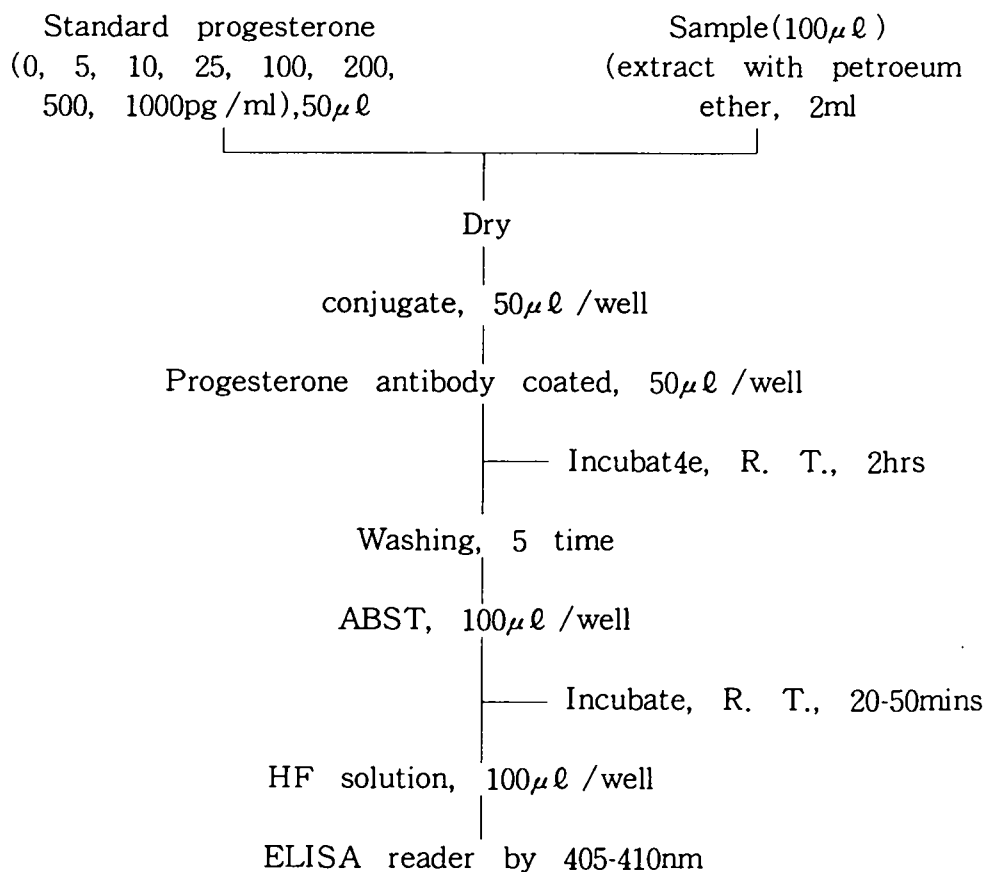 Standard progesterone
(0, 5, 10, 25, 100, 200,
500, 1000pg/ml),50μℓ
Sample(100μℓ)
(extract with petroeum
ether, 2ml
Dry
conjugate, 50μℓ/well
Progesterone antibody coated, 50μℓ/well
Incubat4e, R. T., 2hrs
Washing, 5 time
ABST, 100μℓ/well
Incubate, R. T., 20-50mins
HF solution, 100μℓ/well
ELISA reader by 405-410nm